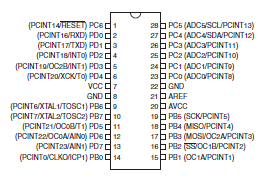 (PCINT14/RESET) PC6 1 28 PC5 (ADC5/SCL/PCINT13)
(PCINT16/RXD) PD0 2 27 PC4 (ADC4/SDA/PCINT12)
(PCINT17/TXD) PD1 3 26 PC3 (ADC3/PCINT11)
(PCINT18/INT0) PD2 4 25 PC2 (ADC2/PCINT10)
(PCINT19/OC2B/INT1) PD3 5 24 PC1 (ADC1/PCINT9)
(PCINT20/XCK/T0) PD4 6 23 PC0 (ADC0/PCINT8)
VCC 7 22 GND
GND 8 21 AREF
(PCINT6/XTAL1/TOSC1) PB6 9 20 AVCC
(PCINT7/XTAL2/TOSC2) PB7 10 19 PB5 (SCK/PCINT5)
(PCINT21/OC0B/T1) PD5 11 18 PB4 (MISO/PCINT4)
(PCINT22/OC0A/AIN0) PD6 12 17 PB3 (MOSI/OC2A/PCINT3)
(PCINT23/AIN1) PD7 13 16 PB2 (SS/OC1B/PCINT2)
(PCINT0/CLKO/ICP1) PB0 14 15 PB1 (OC1A/PCINT1)